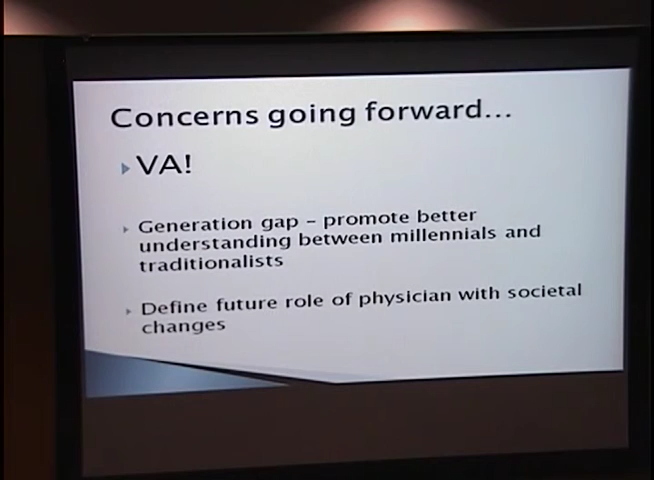 Concerns going forward...
VA!
Generation gap – promote better
understanding between millennials and
traditionalists
Define future role of physician with societal
changes